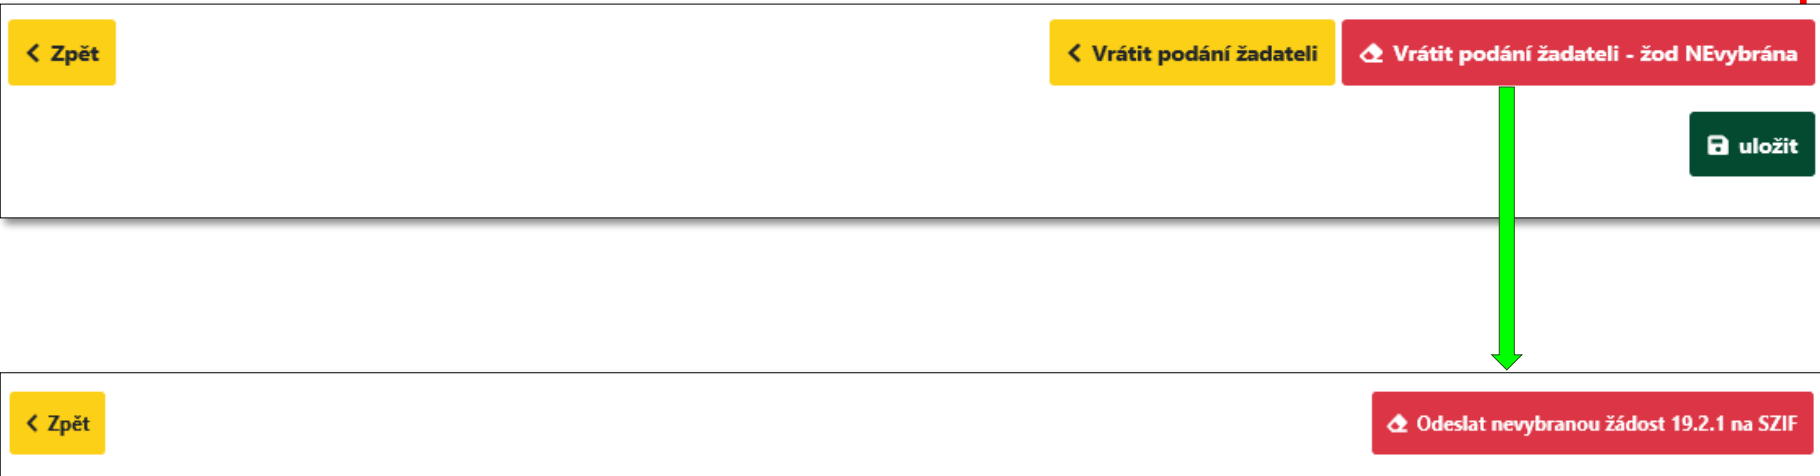 Zpět
Vrátit podání žadateli
Vrátit podání žadateli - žod NEvybrána
uložit
Zpět
Odeslat nevybranou žádost 19.2.1 na SZIF